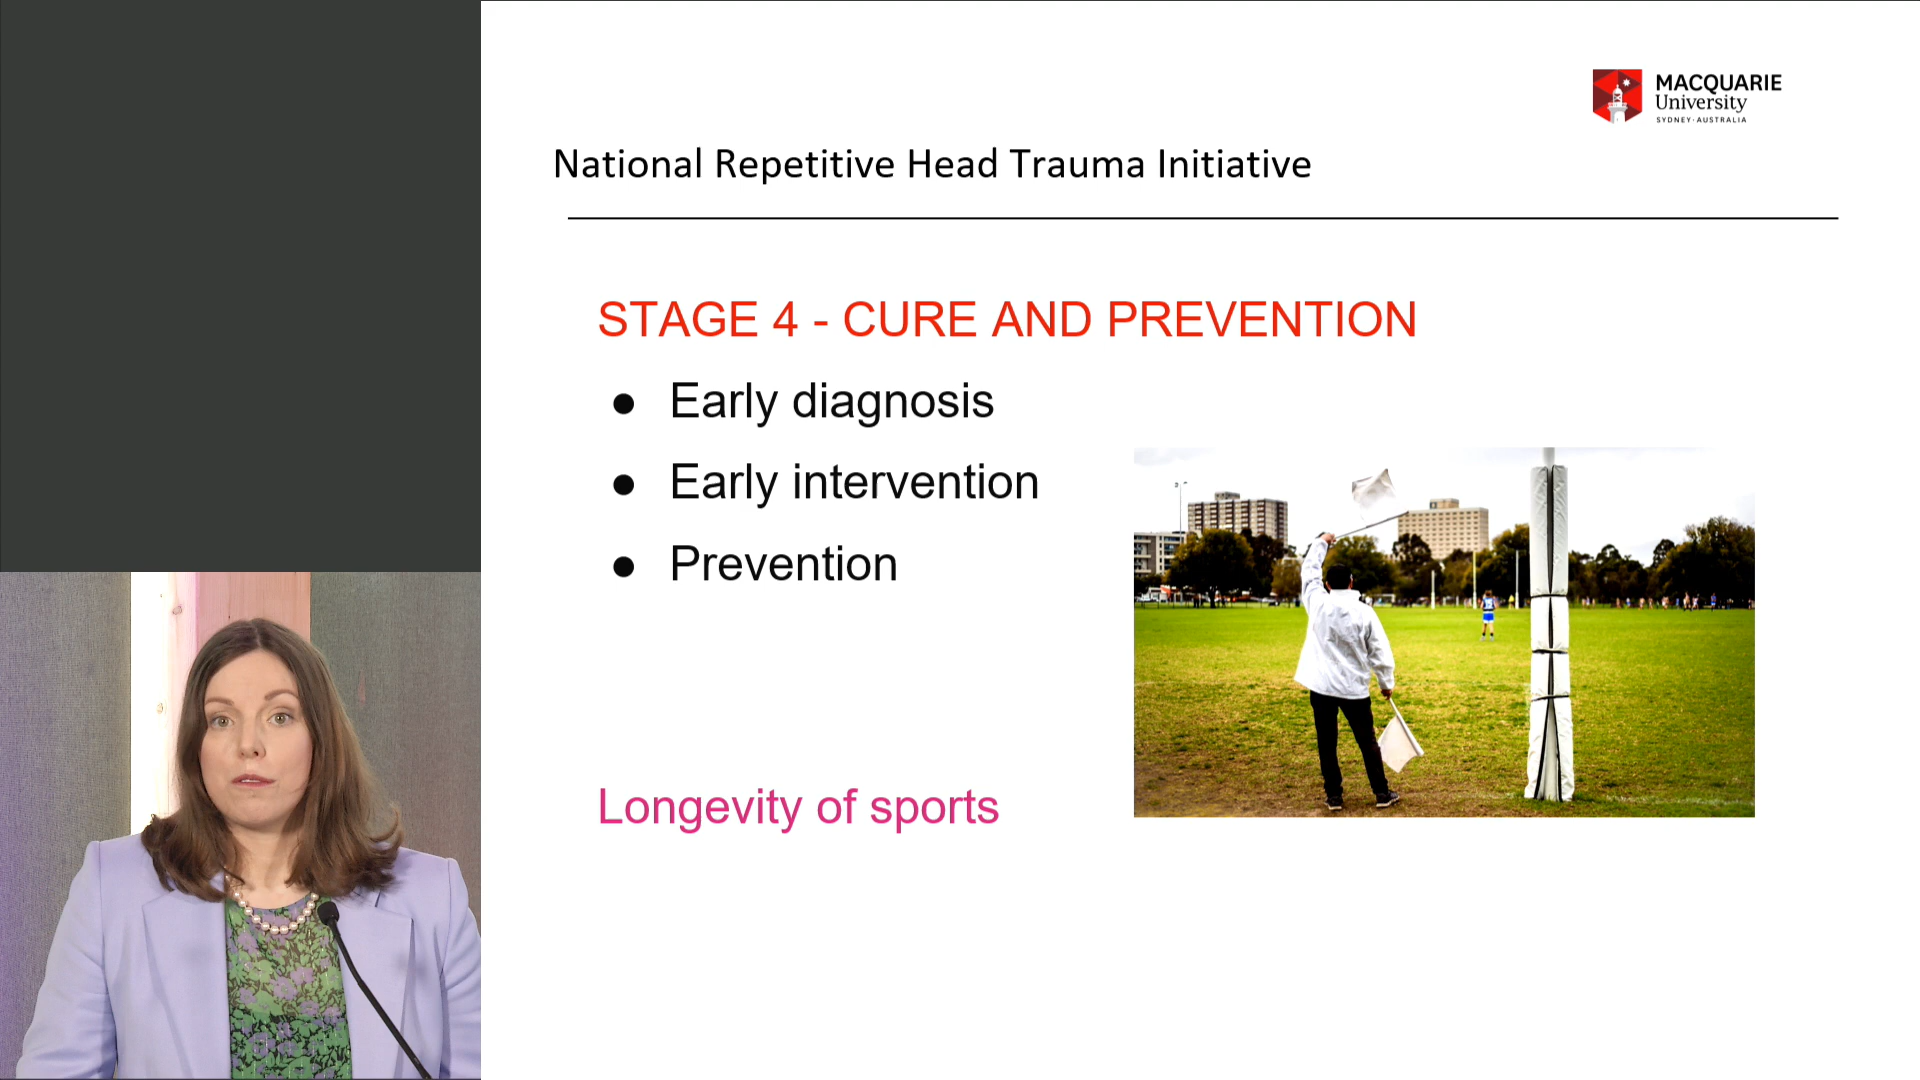 MACQUARIE
University
SYDNEY·AUSTRALIA
National Repetitive Head Trauma Initiative
STAGE 4 - CURE AND PREVENTION
● Early diagnosis
● Early intervention
● Prevention
Longevity of sports